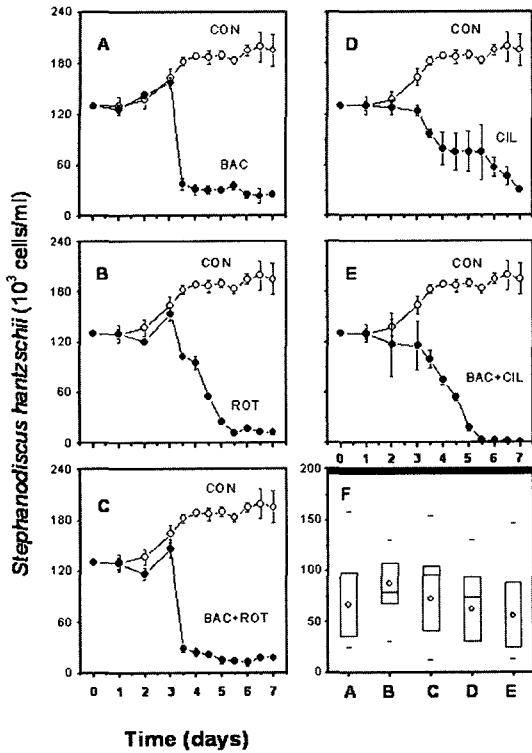 Stephanodiscus hantzschii (10³ cells/ml)
240
180
120
60
0
A
CON
BAC
D
CON
CIL
240
180
120
60
0
B
CON
ROT
E
CON
BAC+CIL
0 1 2 3 4 5 6 7
240
180
120
60
0
C
CON
BAC+ROT
0 1 2 3 4 5 6 7
200
150
100
50
0
F
A B C D E
Time (days)